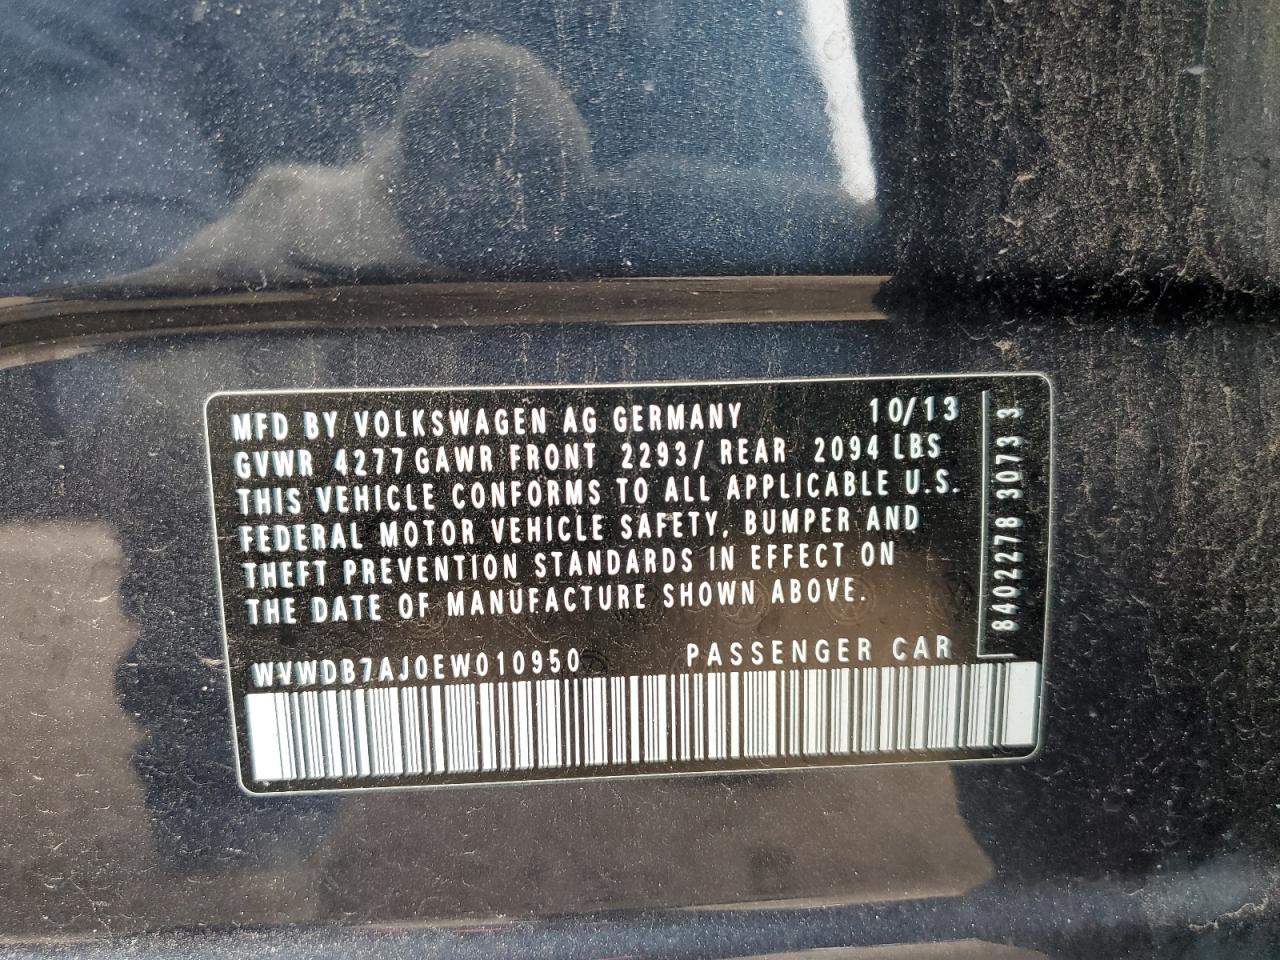 MFD BY VOLKSWAGEN AG GERMANY 10/13
GVWR 4277 GAWR FRONT 2293/ REAR 2094 LBS
THIS VEHICLE CONFORMS TO ALL APPLICABLE U.S.
FEDERAL MOTOR VEHICLE SAFETY, BUMPER AND
THEFT PREVENTION STANDARDS IN EFFECT ON
THE DATE OF MANUFACTURE SHOWN ABOVE.
WVWDB7AJ0EW010950 PASSENGER CAR
8402278 3073 3